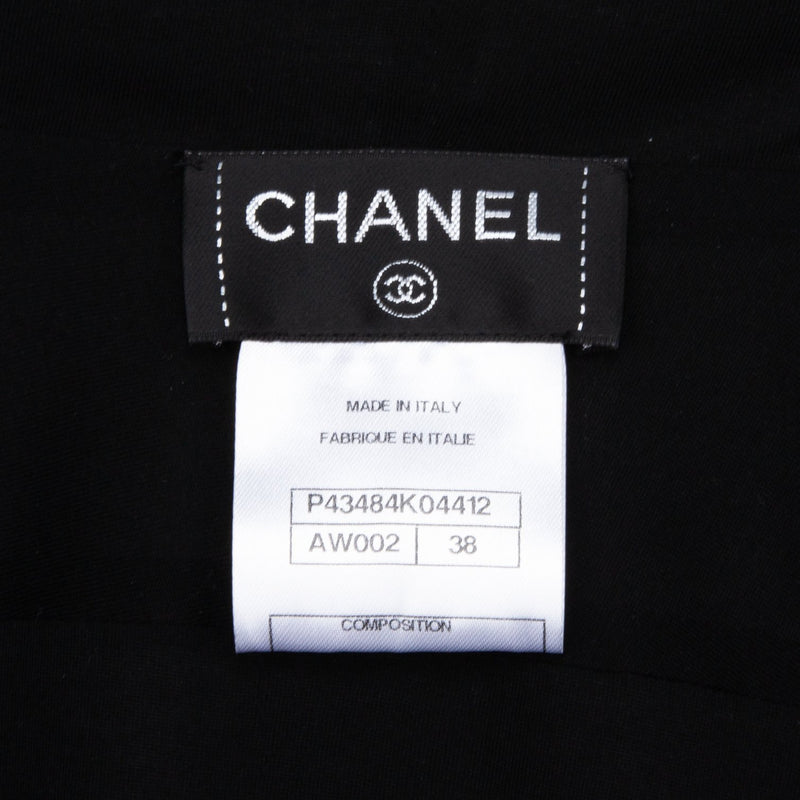 CHANEL
MADE IN ITALY
FABRIQUE EN ITALIE
P43484K04412
AW002 38
COMPOSITION